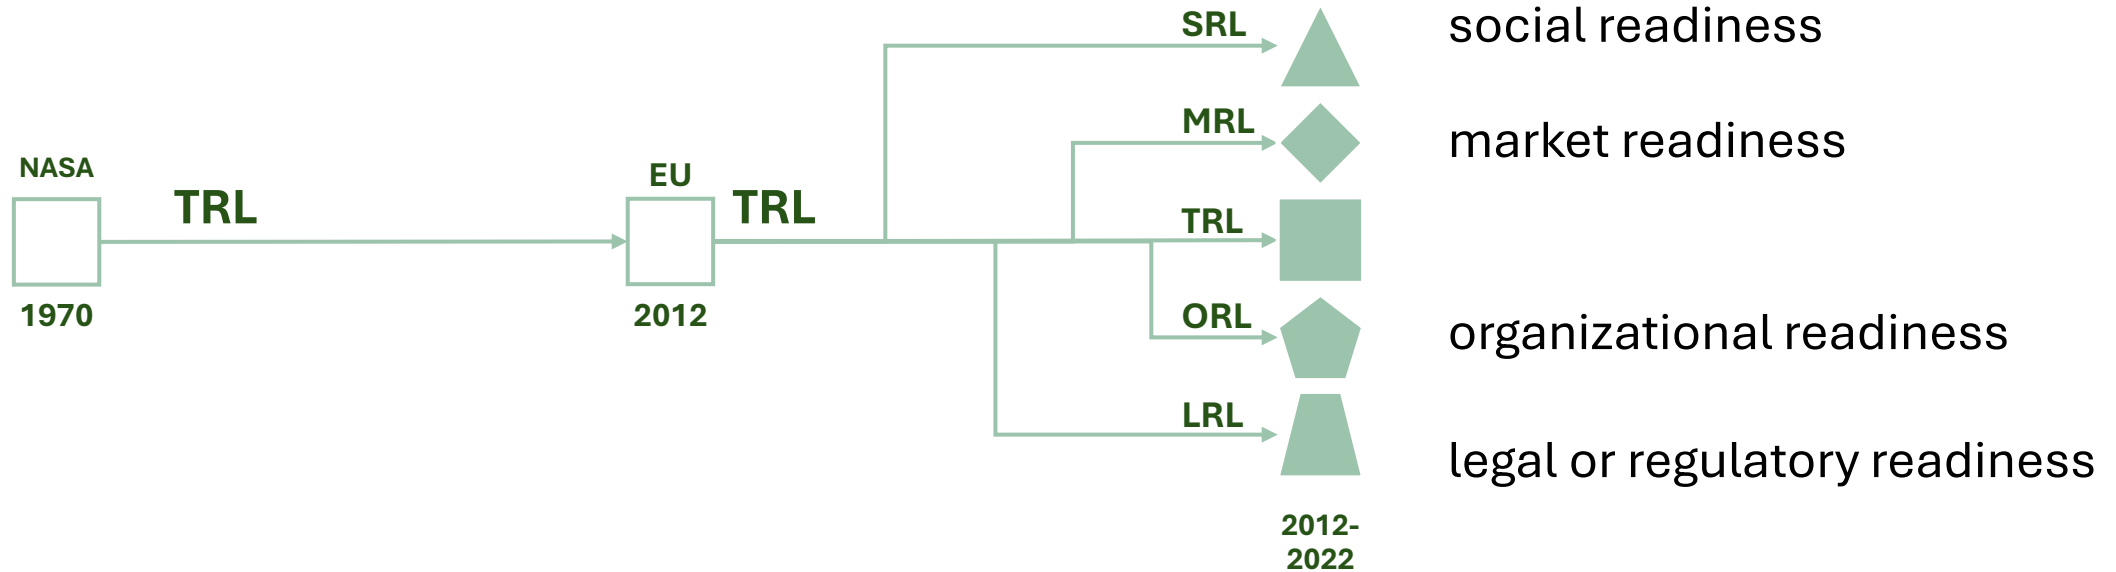 NASA
1970
TRL
EU
2012
TRL
SRL
social readiness
MRL
market readiness
TRL
ORL
organizational readiness
LRL
legal or regulatory readiness
2012-
2022